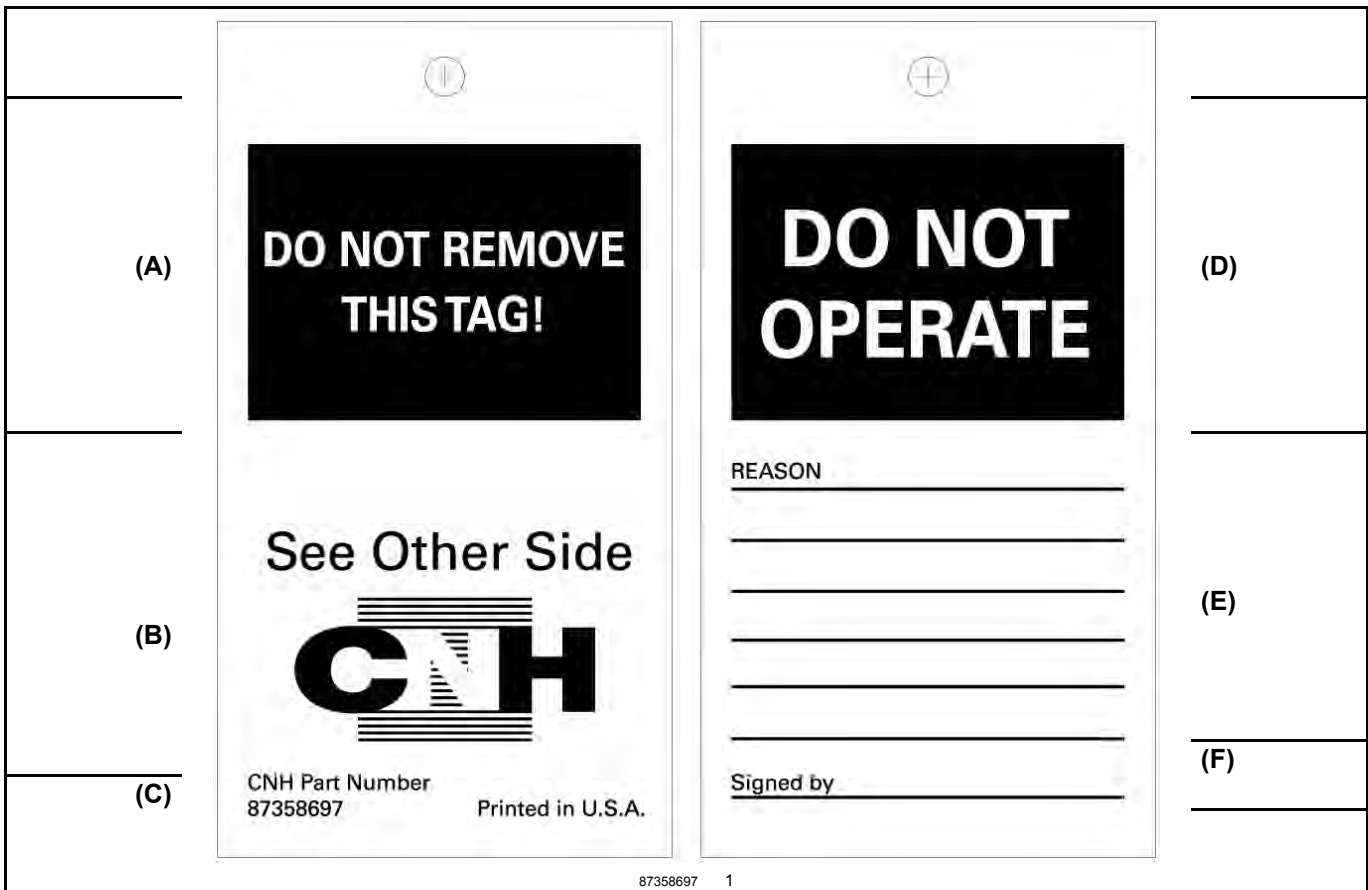 (A)
DO NOT REMOVE
THIS TAG!
(B)
See Other Side
CNH
(C)
CNH Part Number
87358697
Printed in U.S.A.
DO NOT
OPERATE
(D)
REASON
(E)
Signed by
(F)
87358697 1